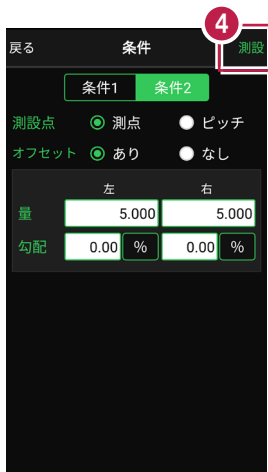 4
戻る 条件 測設
条件1 条件2
測設点 測点 ピッチ
オフセット あり なし
左 右
量 5.000 5.000
勾配 0.00 % 0.00 %